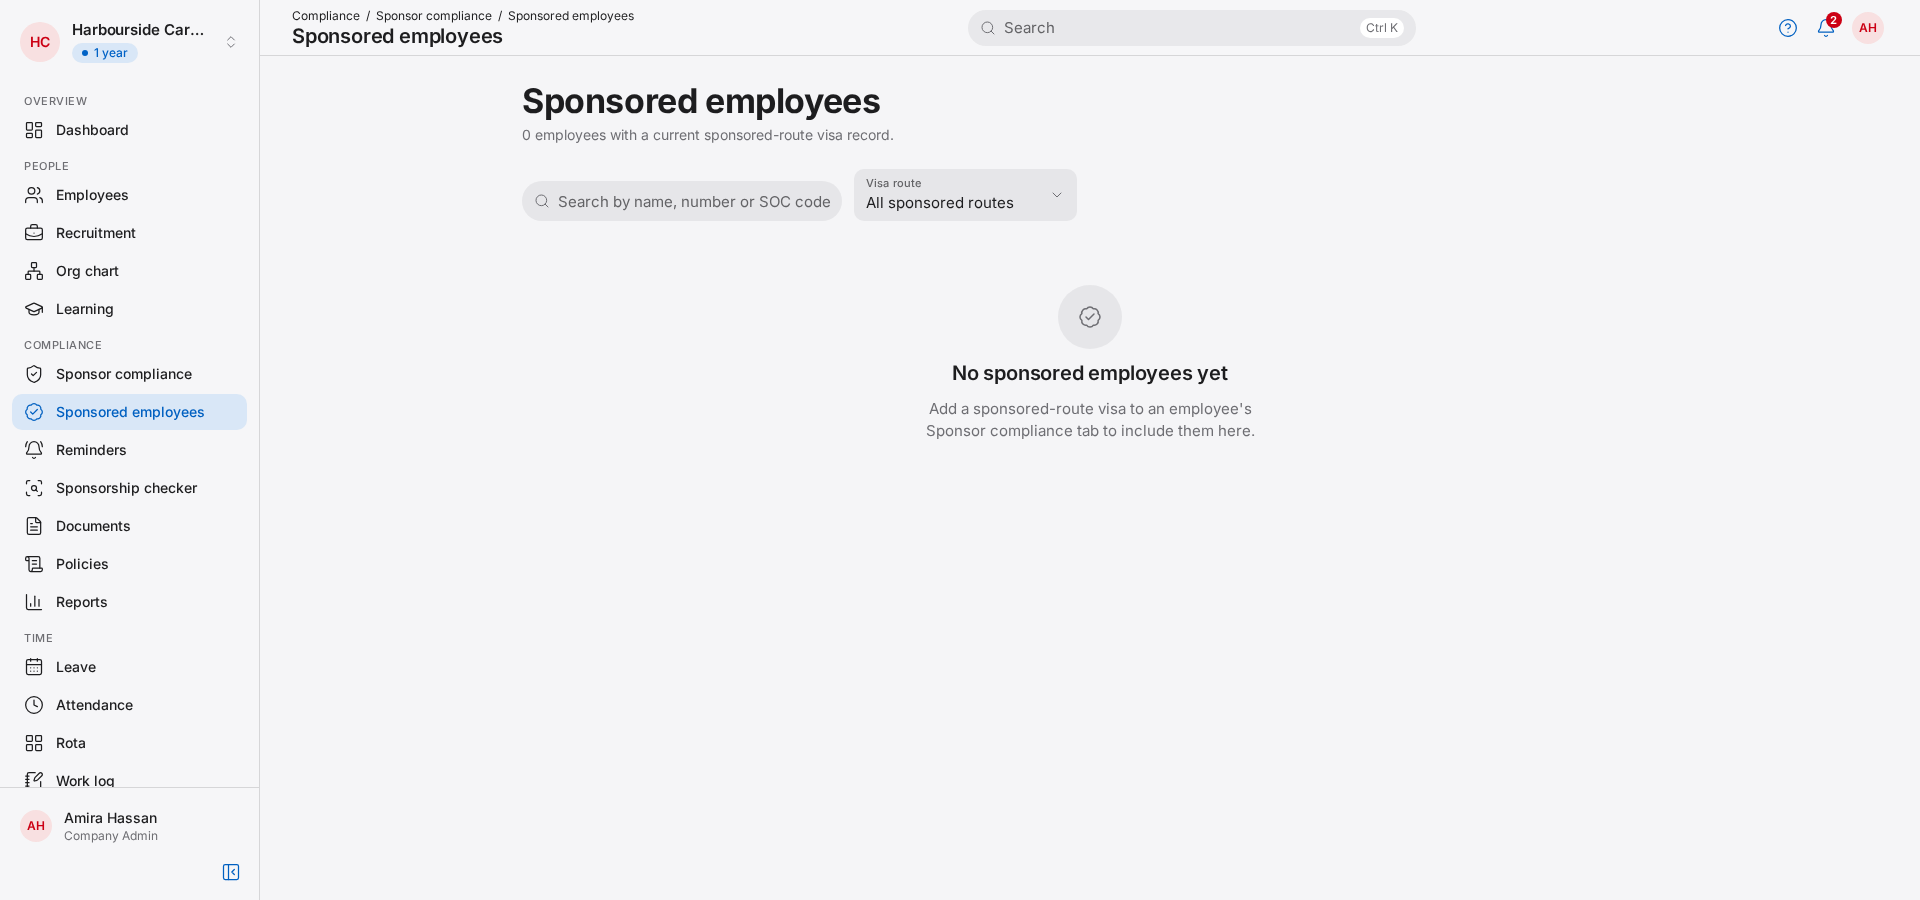 HC
Harbourside Car...
1 year
OVERVIEW
Dashboard
PEOPLE
Employees
Recruitment
Org chart
Learning
COMPLIANCE
Sponsor compliance
Sponsored employees
Reminders
Sponsorship checker
Documents
Policies
Reports
TIME
Leave
Attendance
Rota
Work log
AH
Amira Hassan
Company Admin
Compliance / Sponsor compliance / Sponsored employees
Sponsored employees
Search
Ctrl K
2
AH
Sponsored employees
0 employees with a current sponsored-route visa record.
Search by name, number or SOC code
Visa route
All sponsored routes
No sponsored employees yet
Add a sponsored-route visa to an employee's
Sponsor compliance tab to include them here.